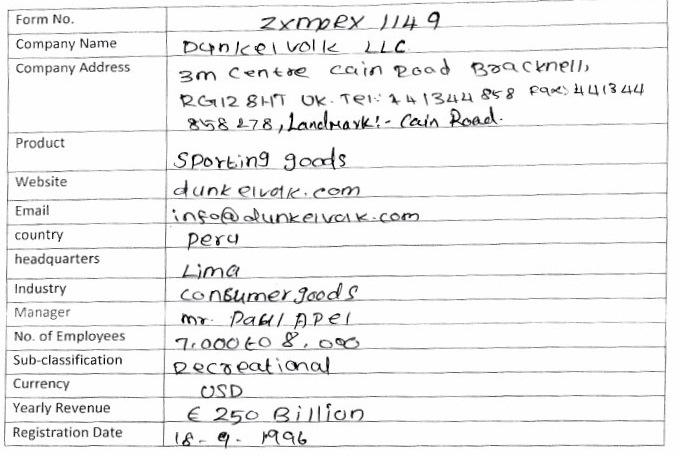 Form No. zxmpex 1149
Company Name Dunkelvolk LLC
Company Address 3m Centre Cain Road Bracknell,
RG12 8HT UK. Tel: 441344 858 Fax: 441344
858 278, Landmark:- Cain Road.
Product Sporting goods
Website dunkelvolk.com
Email info@dunkelvolk.com
country Peru
headquarters Lima
Industry Consumer goods
Manager mr. Paul Apel
No. of Employees 7,000 to 8,000
Sub-classification Recreational
Currency USD
Yearly Revenue € 250 Billion
Registration Date 18-9-1996